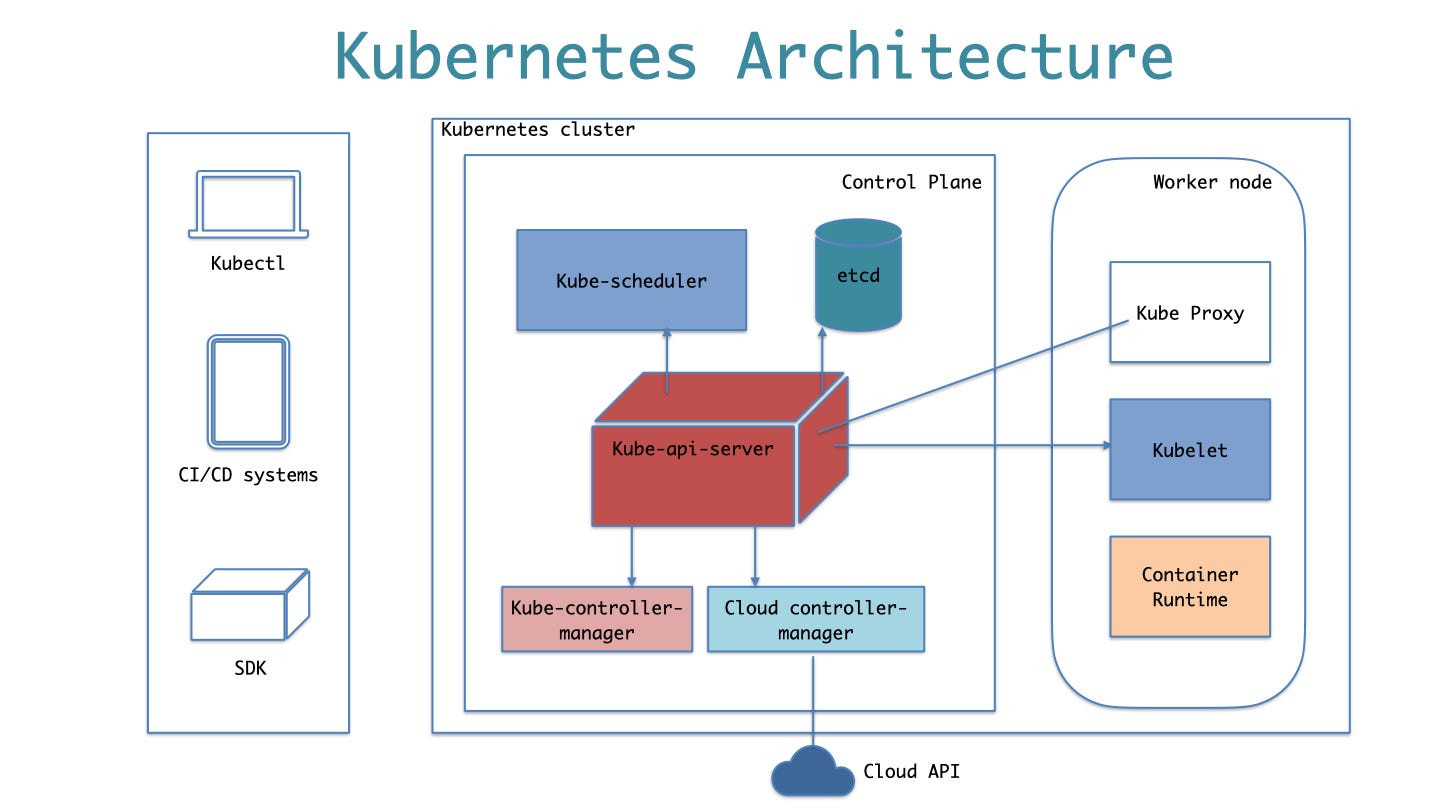 Kubernetes Architecture
Kubectl
CI/CD systems
SDK
Kubernetes cluster
Control Plane
Kube-scheduler
etcd
Kube-api-server
Kube-controller-
manager
Cloud controller-
manager
Worker node
Kube Proxy
Kubelet
Container
Runtime
Cloud API